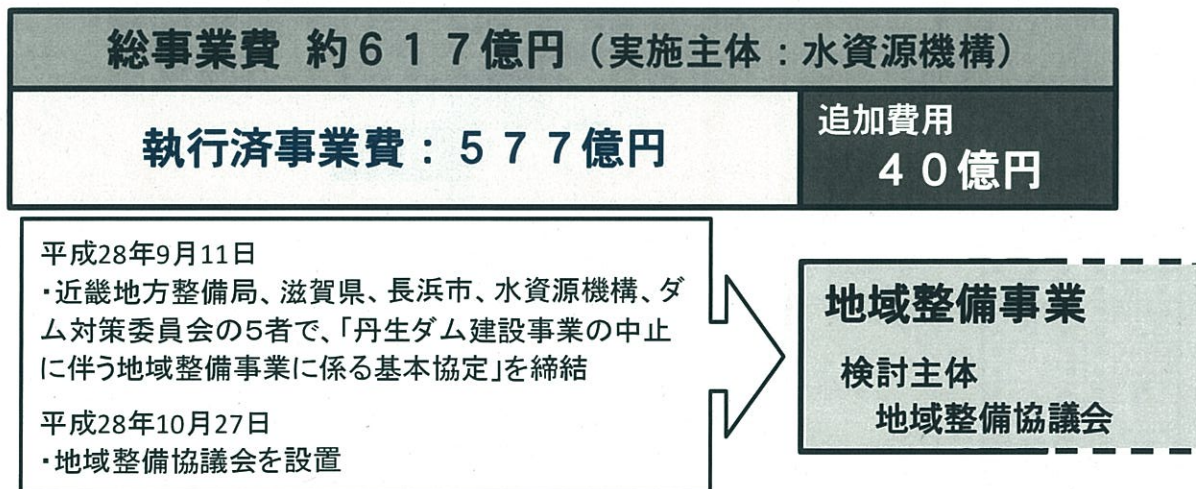 総事業費 約６１７億円（実施主体：水資源機構）
執行済事業費：５７７億円
追加費用
４０億円
平成28年9月11日
・近畿地方整備局、滋賀県、長浜市、水資源機構、ダ
ム対策委員会の5者で、「丹生ダム建設事業の中止
に伴う地域整備事業に係る基本協定」を締結
平成28年10月27日
・地域整備協議会を設置
地域整備事業
検討主体
地域整備協議会